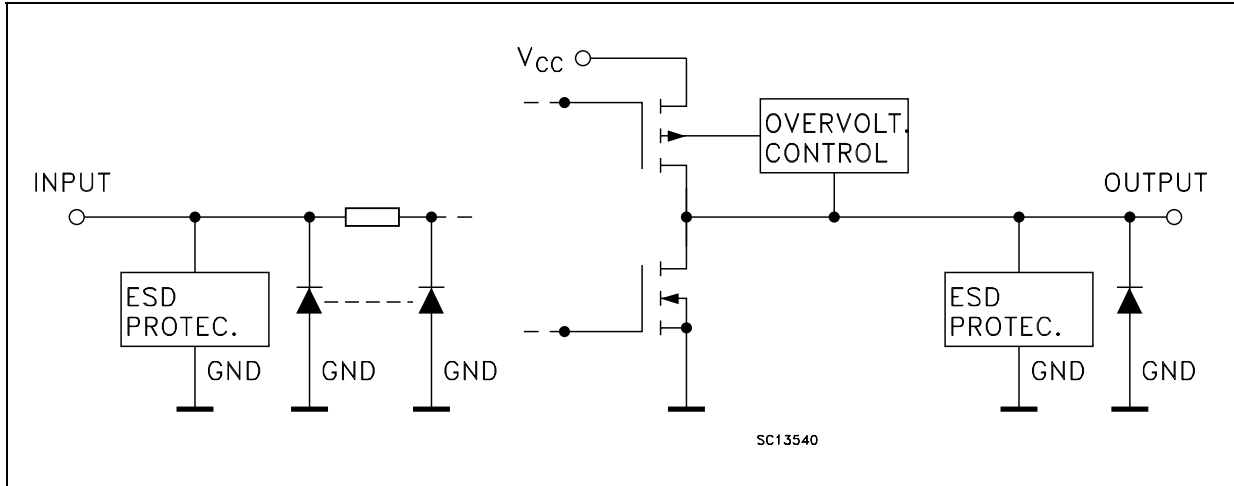 VCC
OVERVOLT.
CONTROL
INPUT
OUTPUT
ESD
PROTEC.
ESD
PROTEC.
GND
GND
GND
GND
GND
SC13540